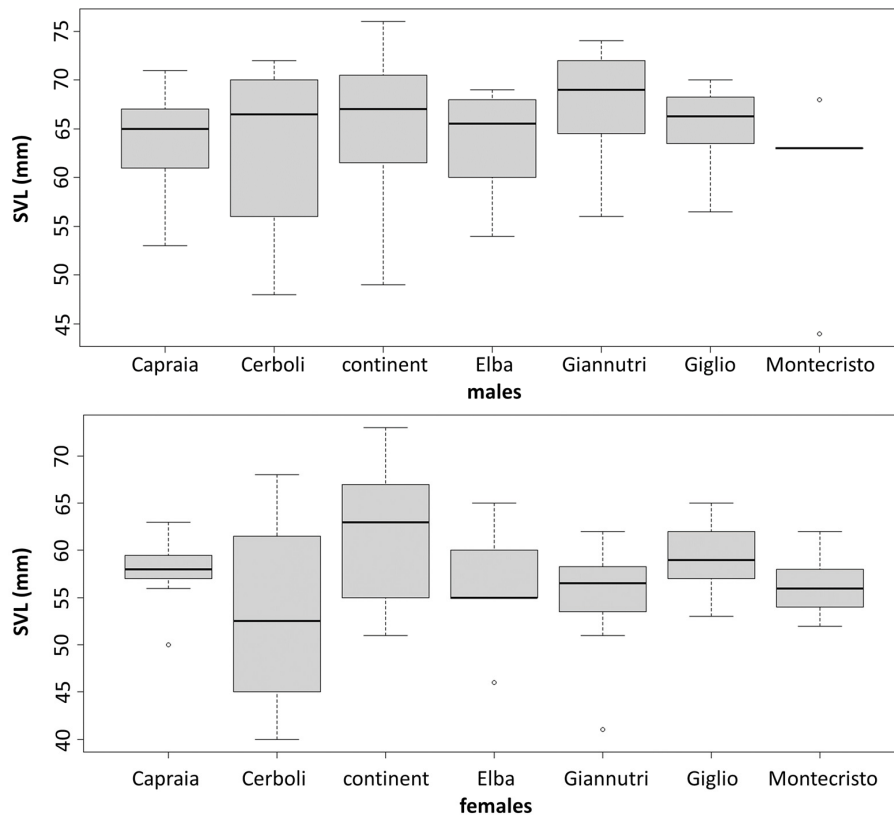 SVL (mm)
75
70
65
60
55
50
45
Capraia Cerboli continent Elba Giannutri Giglio Montecristo
males
SVL (mm)
70
65
60
55
50
45
40
Capraia Cerboli continent Elba Giannutri Giglio Montecristo
females